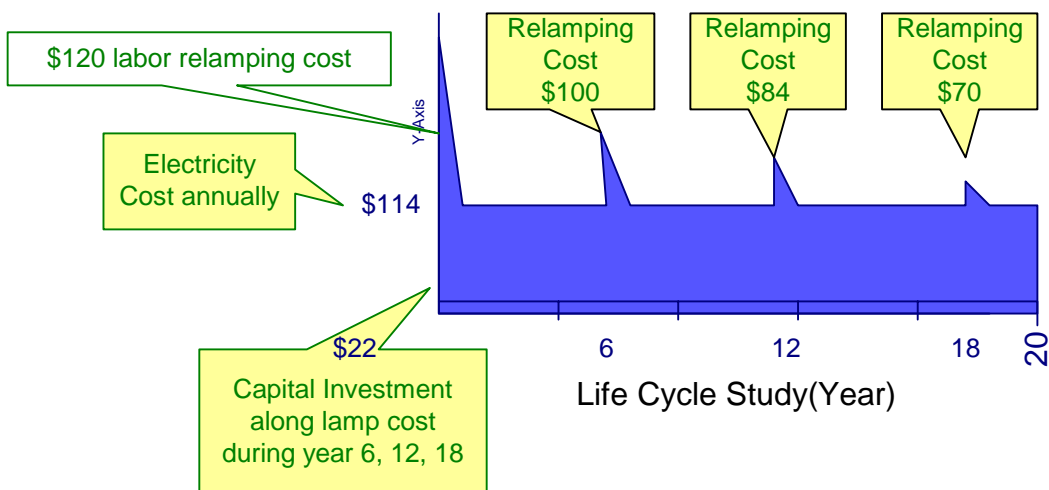 $120 labor relamping cost
Relamping
Cost
$100
Relamping
Cost
$84
Relamping
Cost
$70
Y-Axis
Electricity
Cost annually
$114
$22
6
12
18
20
Life Cycle Study(Year)
Capital Investment
along lamp cost
during year 6, 12, 18